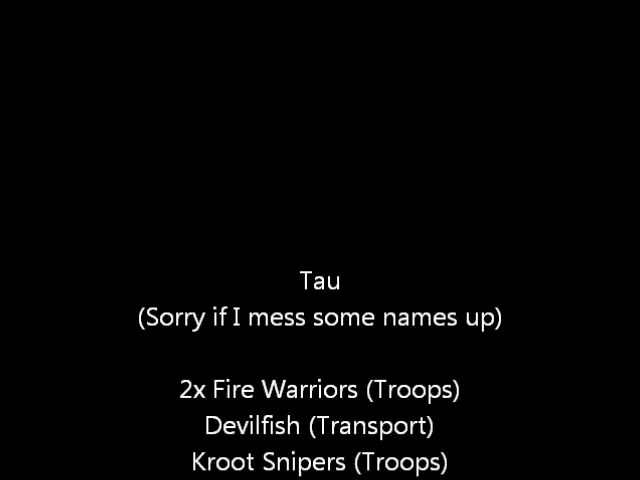 Tau
(Sorry if I mess some names up)
2x Fire Warriors (Troops)
Devilfish (Transport)
Kroot Snipers (Troops)